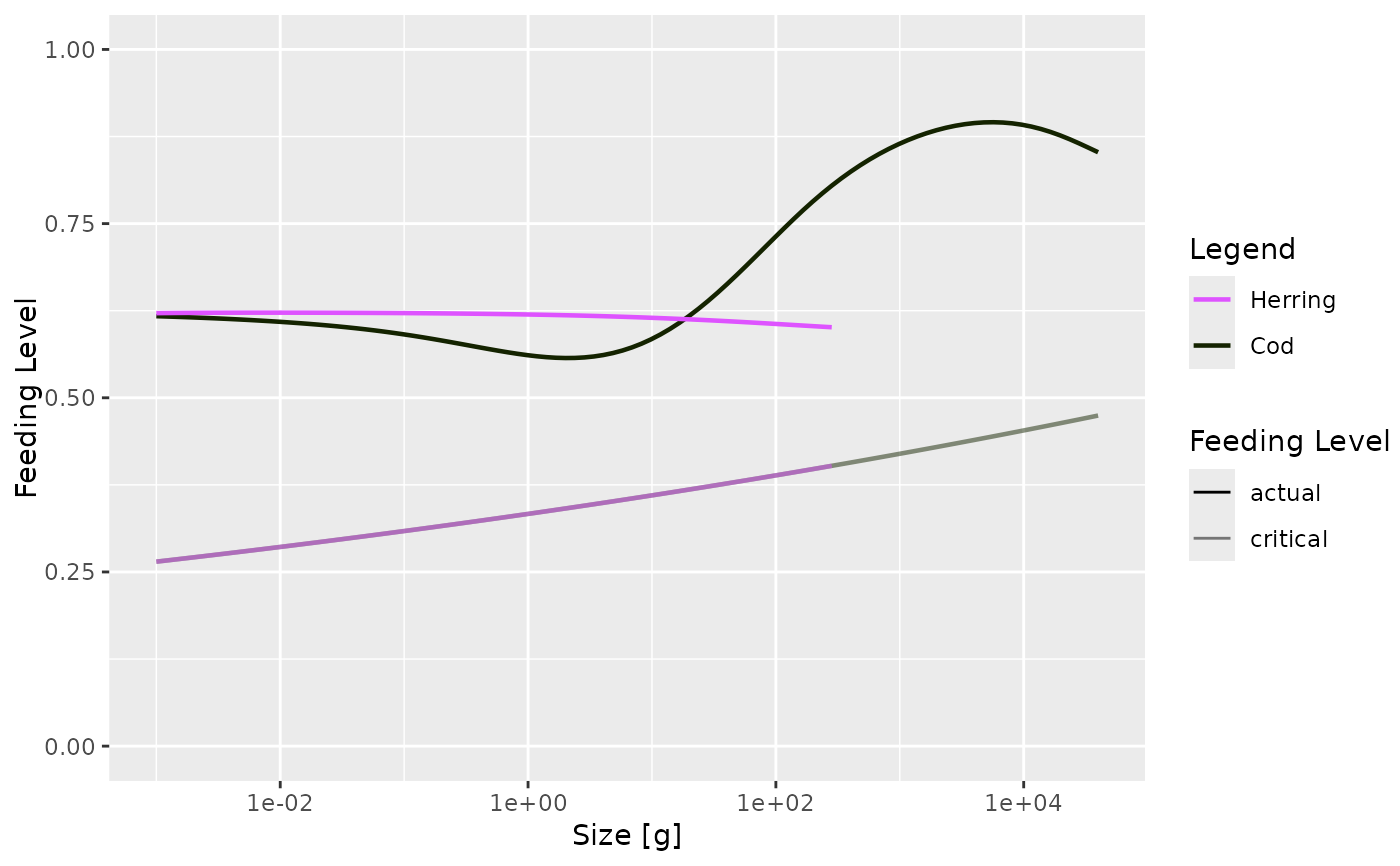 1.00
0.75
0.50
0.25
0.00
Feeding Level
1e-02
1e+00
1e+02
1e+04
Size [g]
Legend
Herring
Cod
Feeding Level
actual
critical